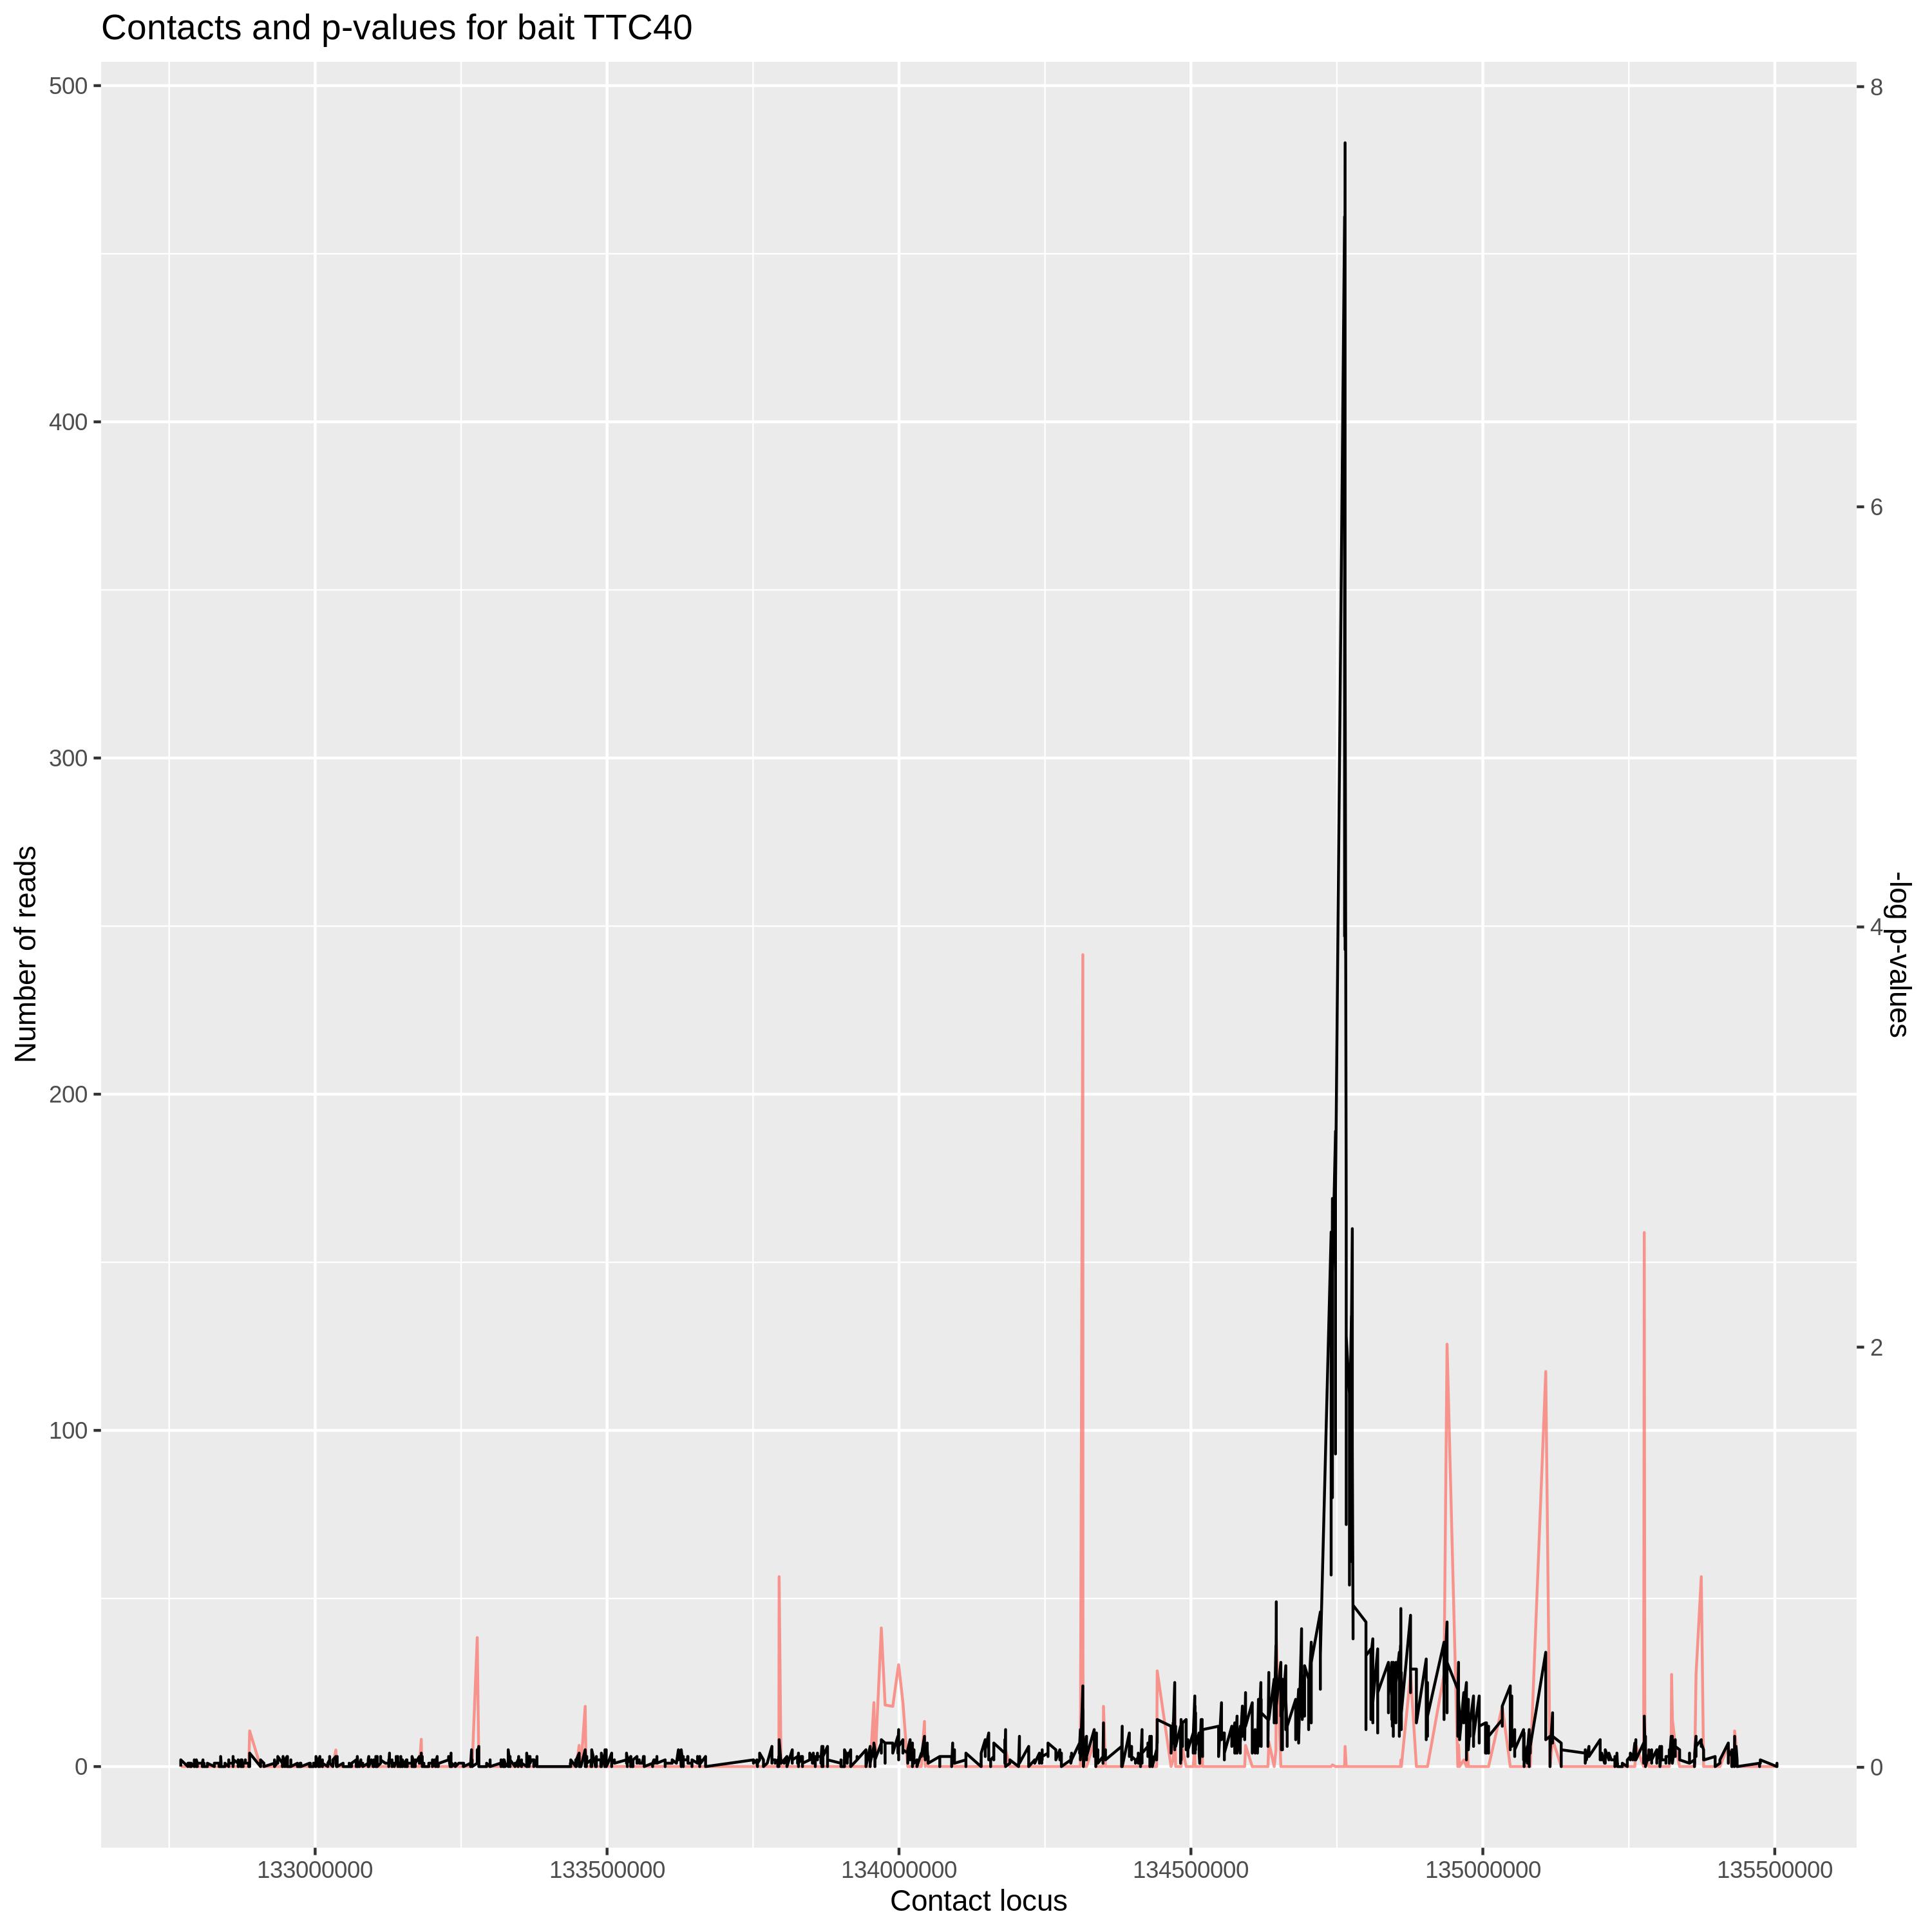 Contacts and p-values for bait TTC40
500
400
300
200
100
0
Number of reads
8
6
4
2
0
-log p-values
133000000 133500000 134000000 134500000 135000000 135500000
Contact locus